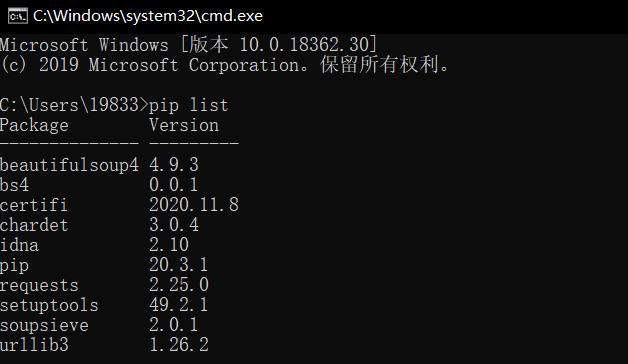 C:\Windows\system32\cmd.exe
Microsoft Windows [版本 10.0.18362.30]
(c) 2019 Microsoft Corporation。保留所有权利。
C:\Users\19833>pip list
Package        Version
-------------- ---------
beautifulsoup4 4.9.3
bs4            0.0.1
certifi        2020.11.8
chardet        3.0.4
idna           2.10
pip            20.3.1
requests       2.25.0
setuptools     49.2.1
soupsieve      2.0.1
urllib3        1.26.2